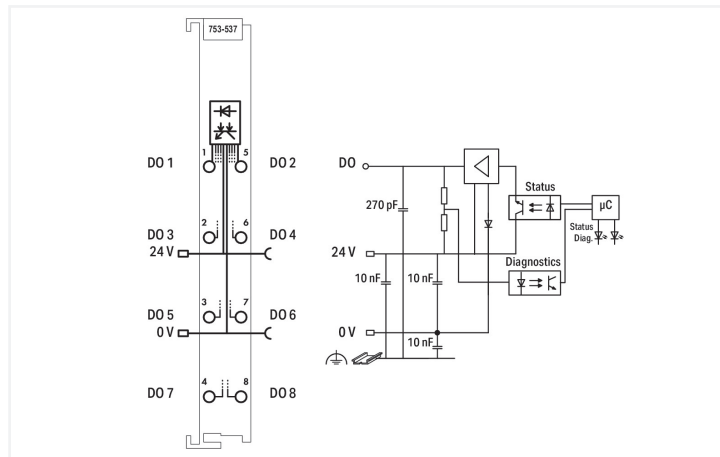 753-537
1 5
DO 1 DO 2
2 6
DO 3 DO 4
24 V
3 7
DO 5 DO 6
0 V
4 8
DO 7 DO 8
DO
Status
270 pF
µC
Status
Diag.
24 V
Diagnostics
10 nF 10 nF
0 V
10 nF